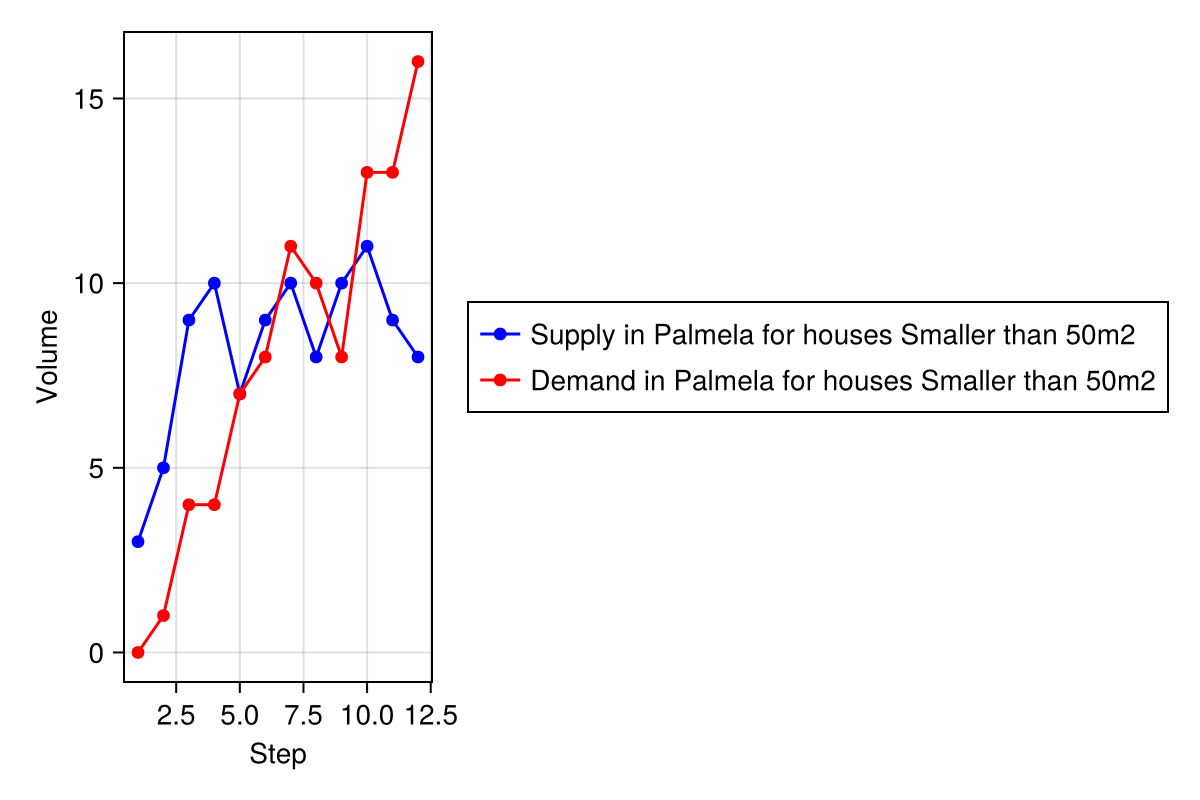 15
10
5
0
Volume
2.5 5.0 7.5 10.0 12.5
Step
Supply in Palmela for houses Smaller than 50m2
Demand in Palmela for houses Smaller than 50m2